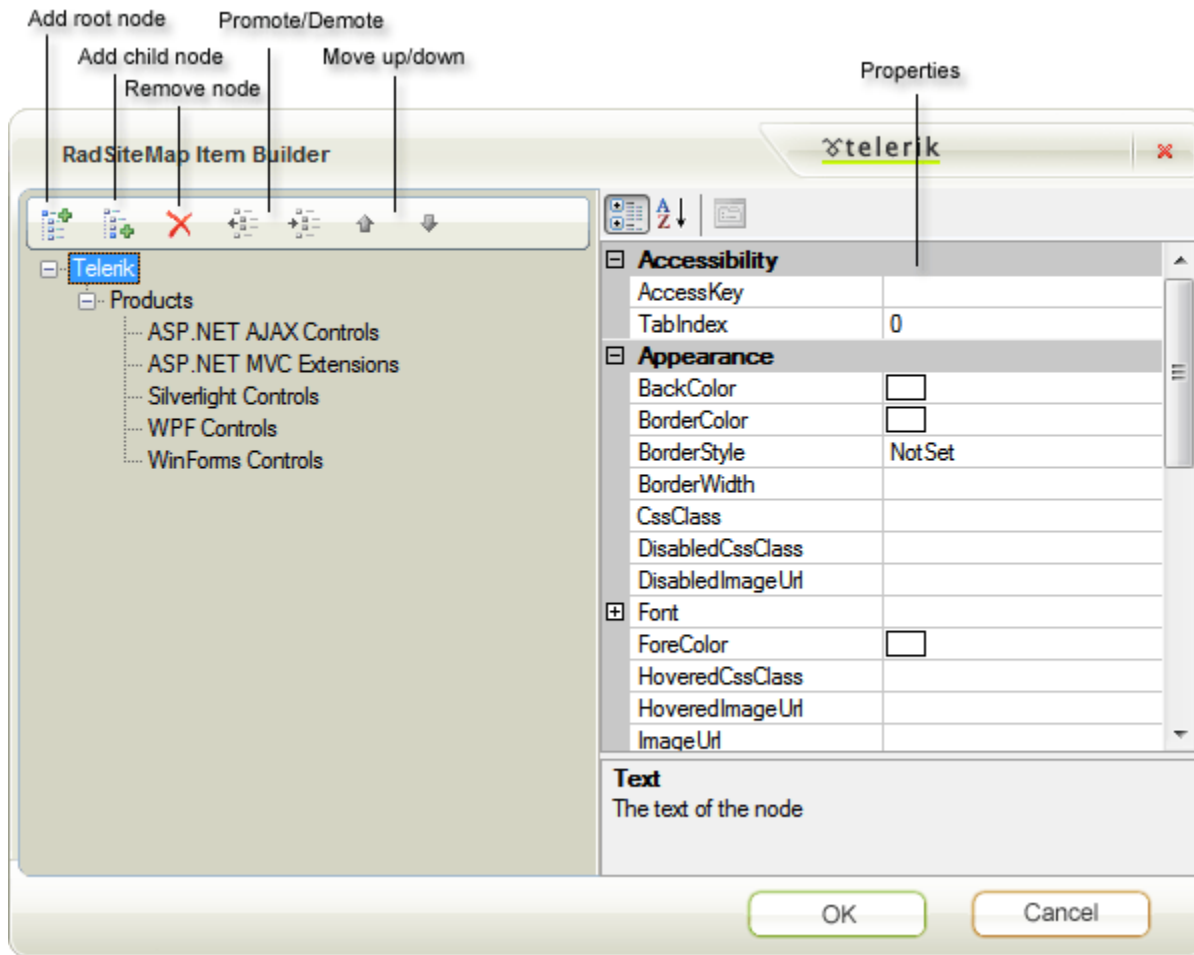 Add root node
Promote/Demote
Add child node
Move up/down
Remove node
Properties
RadSiteMap Item Builder
telerik
Telerik
Products
ASP.NET AJAX Controls
ASP.NET MVC Extensions
Silverlight Controls
WPF Controls
WinForms Controls
A
Z
Accessibility
AccessKey
TabIndex 0
Appearance
BackColor
BorderColor
BorderStyle NotSet
BorderWidth
CssClass
DisabledCssClass
DisabledImageUrl
Font
ForeColor
HoveredCssClass
HoveredImageUrl
ImageUrl
Text
The text of the node
OK
Cancel